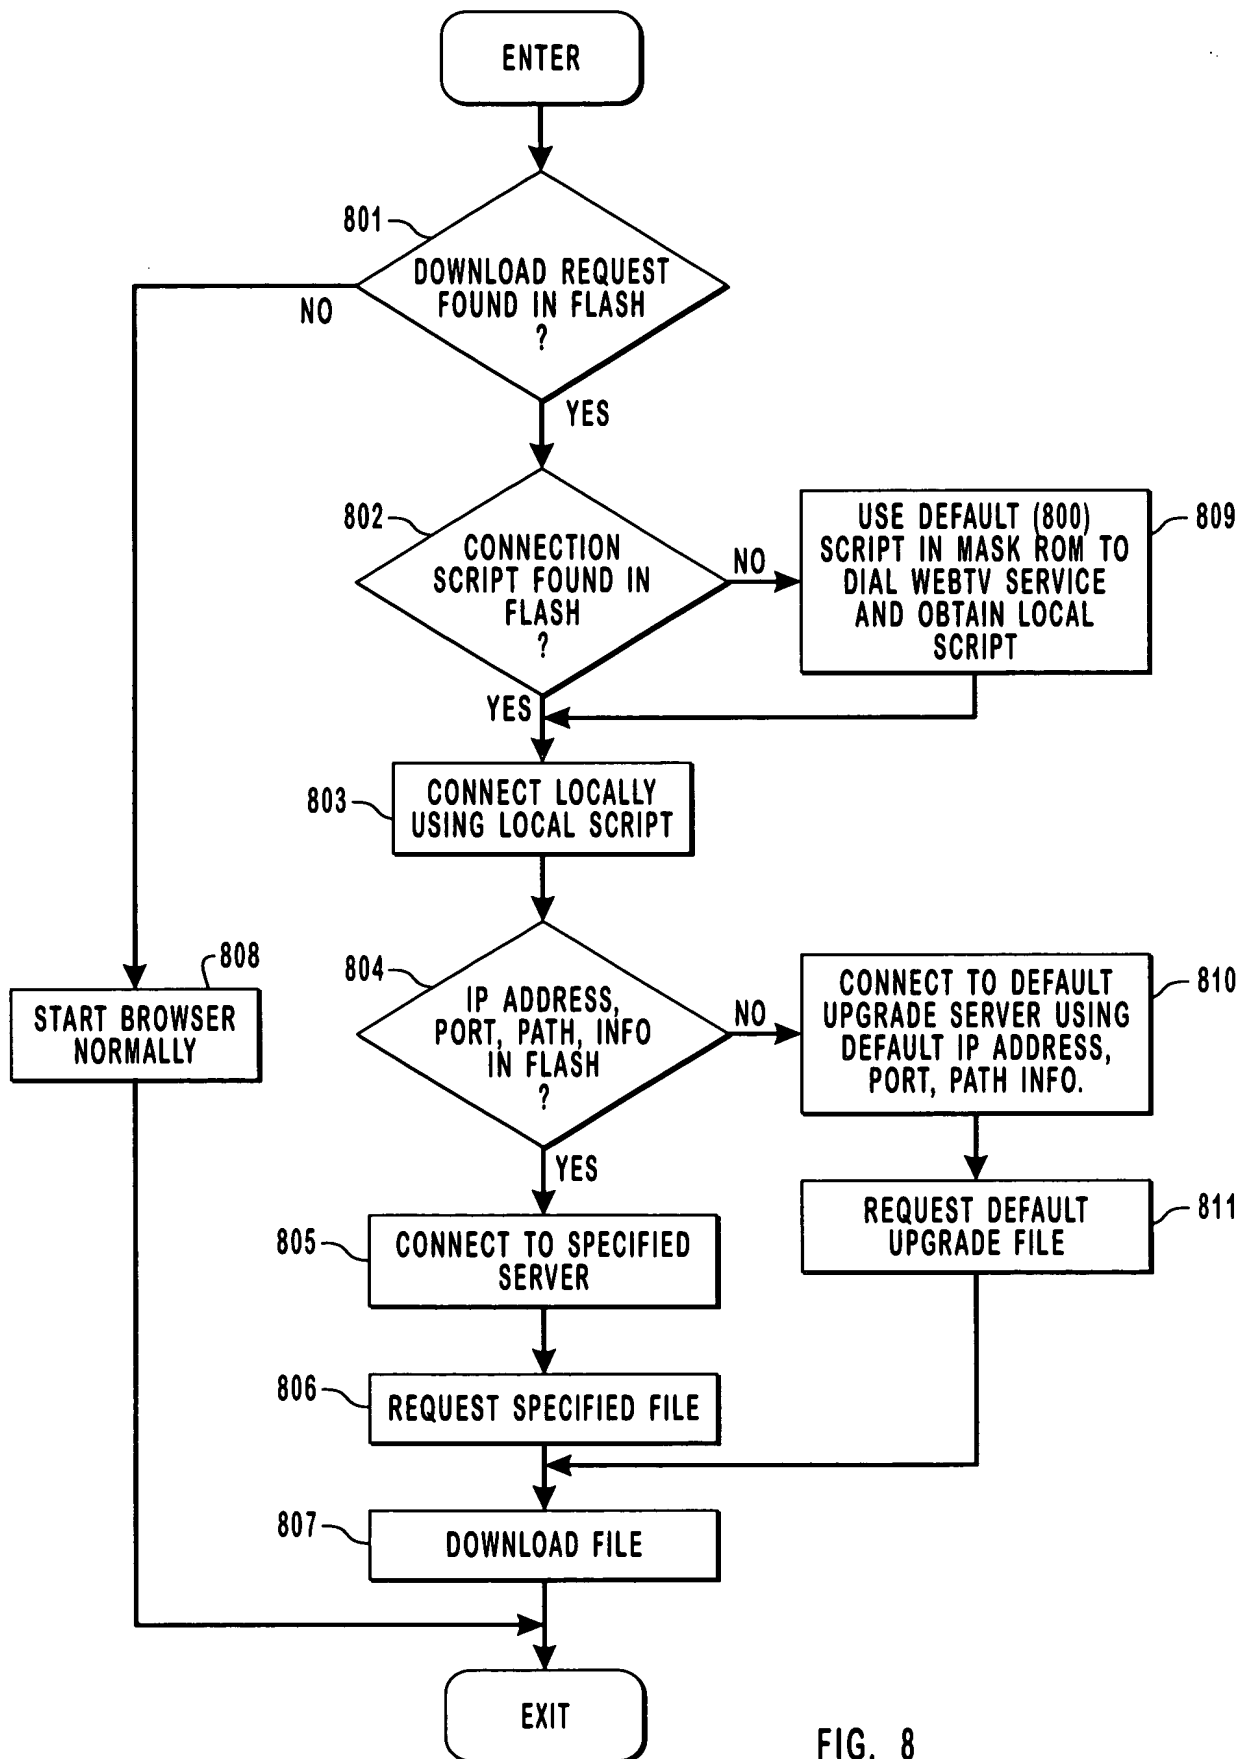 ENTER
801
DOWNLOAD REQUEST
FOUND IN FLASH
?
NO
YES
802
CONNECTION
SCRIPT FOUND IN
FLASH
?
NO
USE DEFAULT (800)
SCRIPT IN MASK ROM TO
DIAL WEBTV SERVICE
AND OBTAIN LOCAL
SCRIPT
809
YES
803
CONNECT LOCALLY
USING LOCAL SCRIPT
808
START BROWSER
NORMALLY
804
IP ADDRESS,
PORT, PATH, INFO
IN FLASH
?
NO
CONNECT TO DEFAULT
UPGRADE SERVER USING
DEFAULT IP ADDRESS,
PORT, PATH INFO.
810
YES
805
CONNECT TO SPECIFIED
SERVER
REQUEST DEFAULT
UPGRADE FILE
811
806
REQUEST SPECIFIED FILE
807
DOWNLOAD FILE
EXIT
FIG. 8